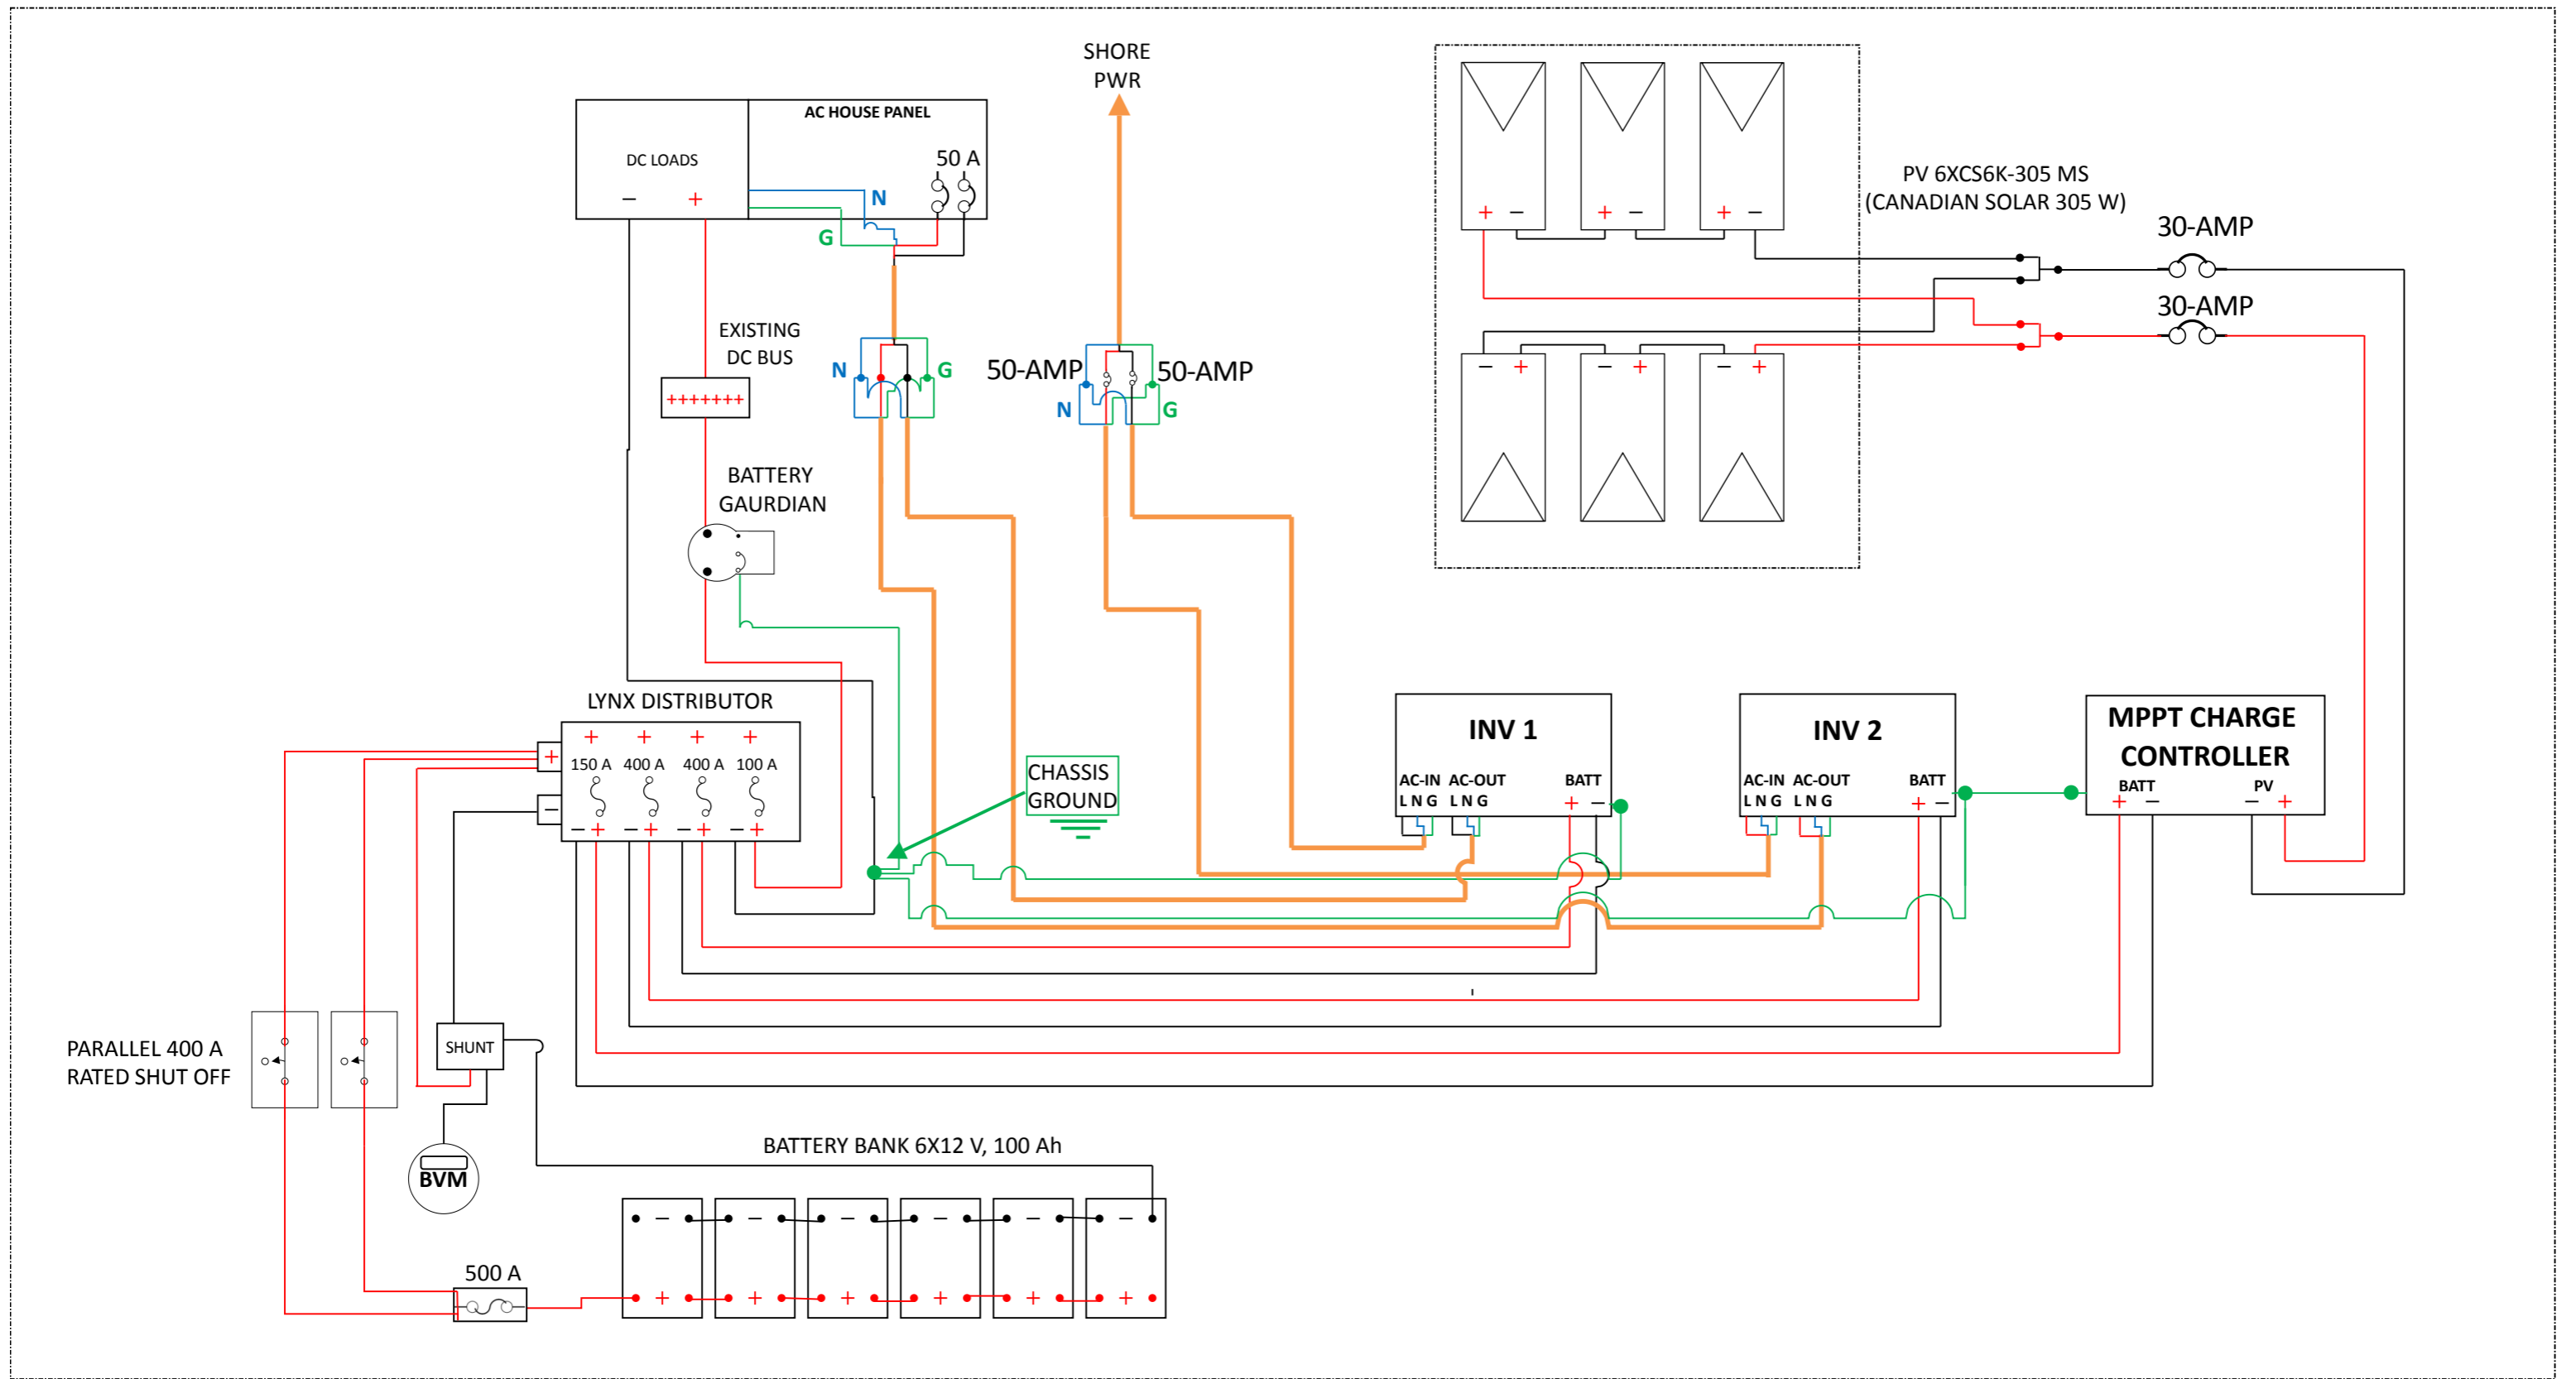 SHORE
PWR
AC HOUSE PANEL
DC LOADS
50 A
− +
N
G
PV 6XCS6K-305 MS
(CANADIAN SOLAR 305 W)
+ − + − + −
30-AMP
30-AMP
− + − + − +
EXISTING
DC BUS
+++++++
N G
50-AMP 50-AMP
N G
BATTERY
GAURDIAN
LYNX DISTRIBUTOR
+ + + +
+
150 A 400 A 400 A 100 A
−
− + − + − + − +
CHASSIS
GROUND
INV 1
AC-IN AC-OUT BATT
L N G L N G + −
INV 2
AC-IN AC-OUT BATT
L N G L N G + −
MPPT CHARGE
CONTROLLER
BATT PV
+ − − +
PARALLEL 400 A
RATED SHUT OFF
SHUNT
BVM
BATTERY BANK 6X12 V, 100 Ah
− − − − − −
500 A
+ + + + + +